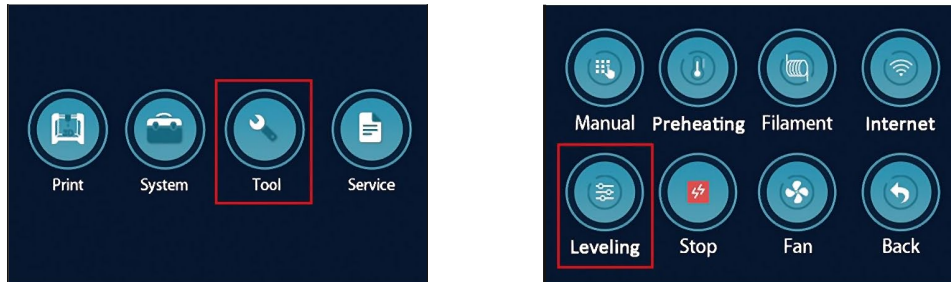 Print System Tool Service
Manual Preheating Filament Internet
Leveling Stop Fan Back